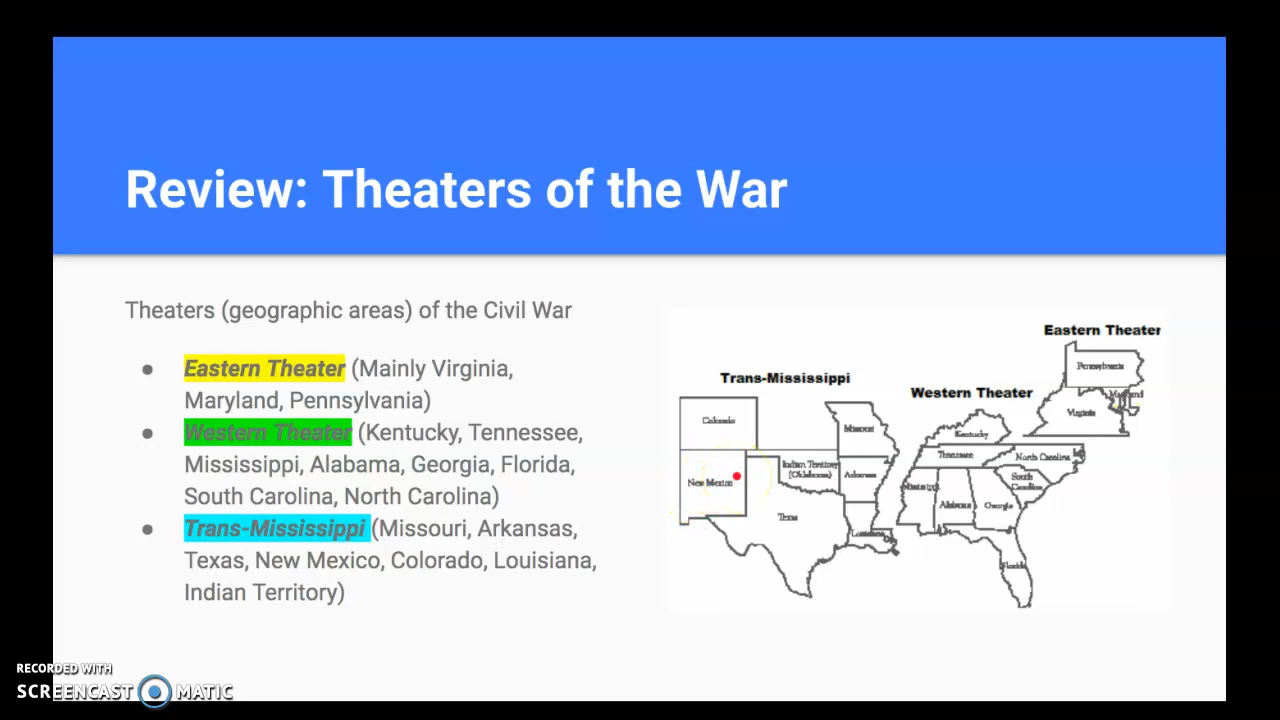 Review: Theaters of the War
Theaters (geographic areas) of the Civil War
● Eastern Theater (Mainly Virginia,
Maryland, Pennsylvania)
● Western Theater (Kentucky, Tennessee,
Mississippi, Alabama, Georgia, Florida,
South Carolina, North Carolina)
● Trans-Mississippi (Missouri, Arkansas,
Texas, New Mexico, Colorado, Louisiana,
Indian Territory)
Eastern Theater
Trans-Mississippi
Western Theater
Pennsylvania
Maryland
Virginia
Colorado
Missouri
Kentucky
Tennessee
North Carolina
Indian Territory
(Oklahoma)
Arkansas
South
Carolina
New Mexico
Mississippi
Alabama
Georgia
Texas
Louisiana
Florida
RECORDED WITH
SCREENCAST MATIC